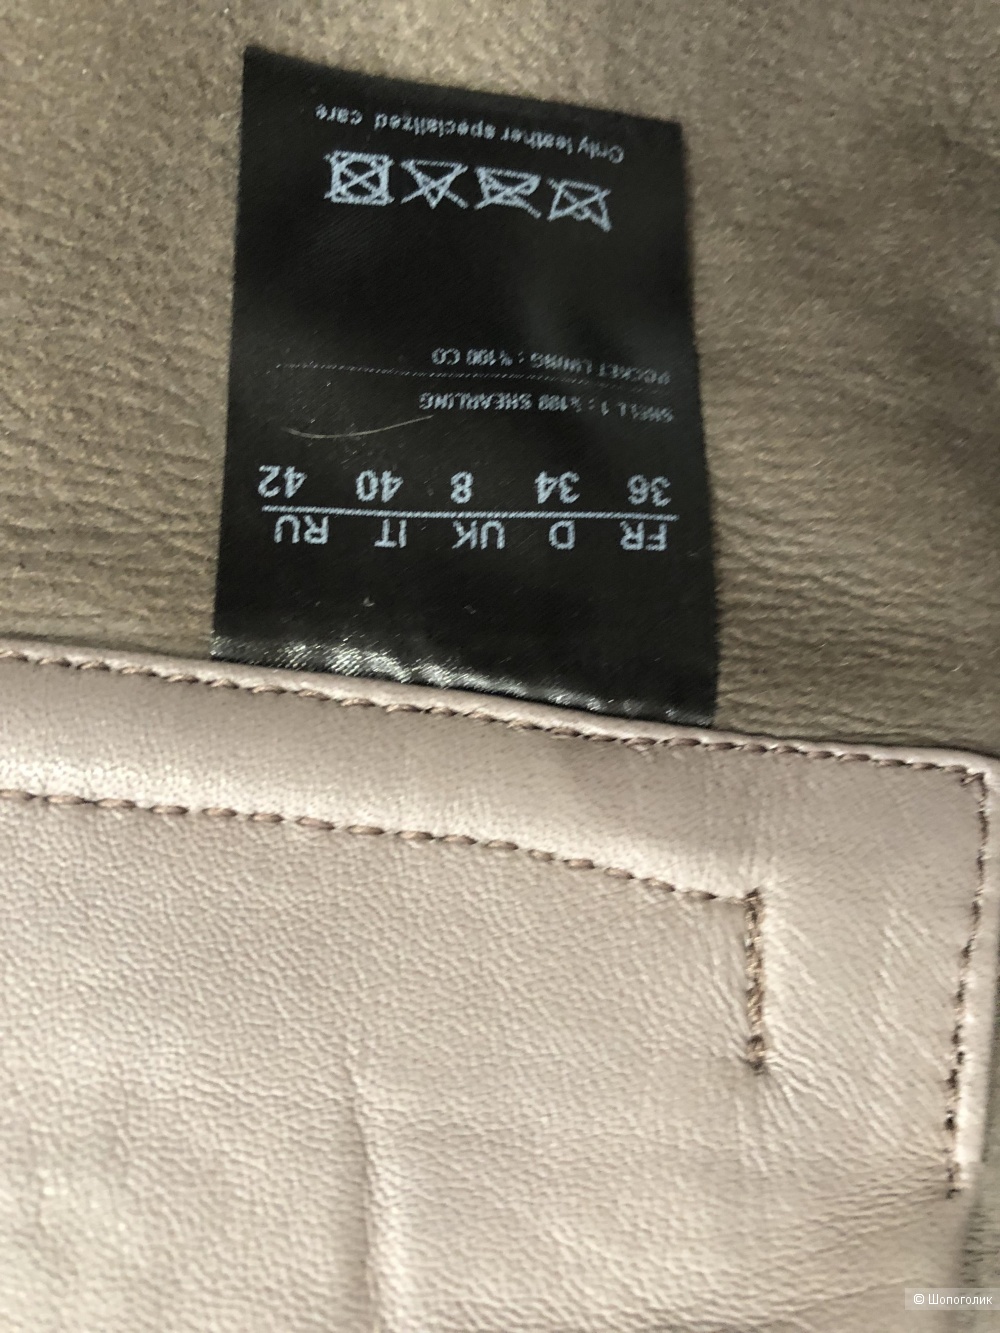 FR D UK IT RU
36 34 8 40 42
SHELL 1 : %100 SHEARLING
POCKET LINING : %100 CO
Only leather specialized care
© Шопоголик